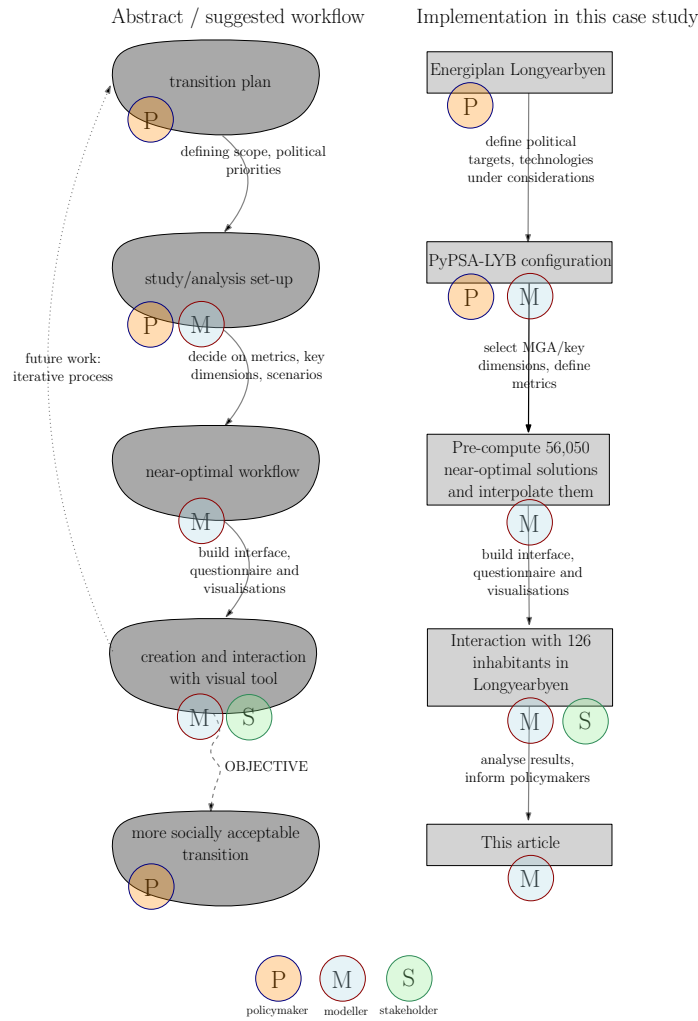 Abstract / suggested workflow
transition plan
P
defining scope, political
priorities
study/analysis set-up
P M
decide on metrics, key
dimensions, scenarios
future work:
iterative process
near-optimal workflow
M
build interface,
questionnaire and
visualisations
creation and interaction
with visual tool
M S
OBJECTIVE
more socially acceptable
transition
P
Implementation in this case study
Energiplan Longyearbyen
P
define political
targets, technologies
under considerations
PyPSA-LYB configuration
P M
select MGA/key
dimensions, define
metrics
Pre-compute 56,050
near-optimal solutions
and interpolate them
M
build interface,
questionnaire and
visualisations
Interaction with 126
inhabitants in
Longyearbyen
M S
analyse results,
inform policymakers
This article
M
P M S
policymaker modeller stakeholder